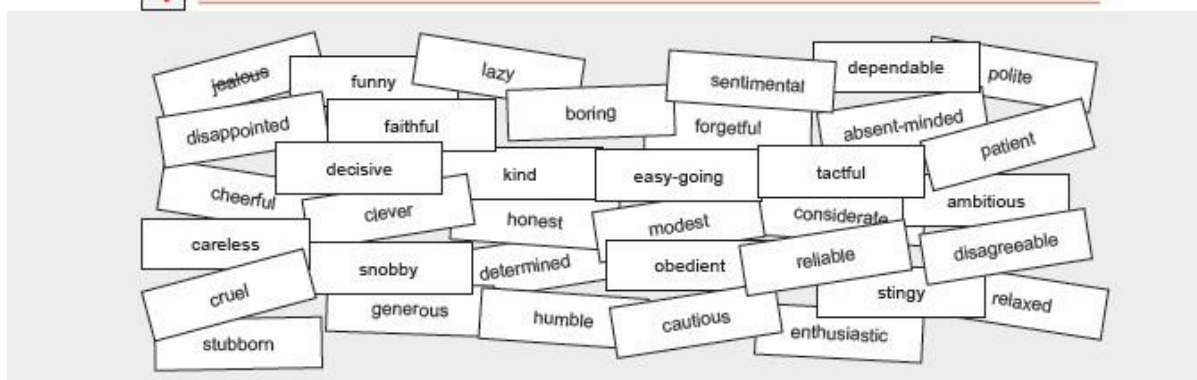 jealous
funny
lazy
sentimental
dependable
polite
disappointed
faithful
boring
forgetful
absent-minded
patient
decisive
kind
easy-going
tactful
cheerful
clever
honest
modest
considerate
ambitious
careless
snobby
determined
obedient
reliable
disagreeable
cruel
generous
humble
cautious
stingy
relaxed
stubborn
enthusiastic